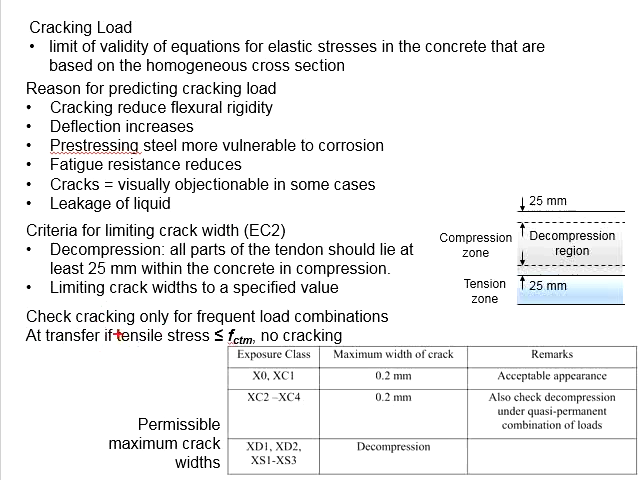 Cracking Load
• limit of validity of equations for elastic stresses in the concrete that are
based on the homogeneous cross section
Reason for predicting cracking load
• Cracking reduce flexural rigidity
• Deflection increases
• Prestressing steel more vulnerable to corrosion
• Fatigue resistance reduces
• Cracks = visually objectionable in some cases
• Leakage of liquid
Criteria for limiting crack width (EC2)
• Decompression: all parts of the tendon should lie at
least 25 mm within the concrete in compression.
• Limiting crack widths to a specified value
25 mm
Compression
zone
Decompression
region
Tension
zone
25 mm
Check cracking only for frequent load combinations
At transfer if tensile stress ≤ fctm, no cracking
Permissible
maximum crack
widths
Exposure Class Maximum width of crack Remarks
X0, XC1 0.2 mm Acceptable appearance
XC2 –XC4 0.2 mm Also check decompression
under quasi-permanent
combination of loads
XD1, XD2, Decompression
XS1-XS3